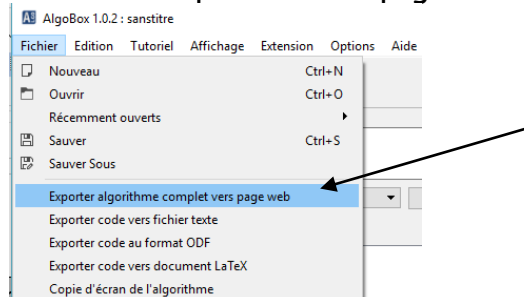 AlgoBox 1.0.2 : sanstitre
Fichier Edition Tutoriel Affichage Extension Options Aide
Nouveau Ctrl+N
Ouvrir Ctrl+O
Récemment ouverts
Sauver Ctrl+S
Sauver Sous
Exporter algorithme complet vers page web
Exporter code vers fichier texte
Exporter code au format ODF
Exporter code vers document LaTeX
Copie d'écran de l'algorithme